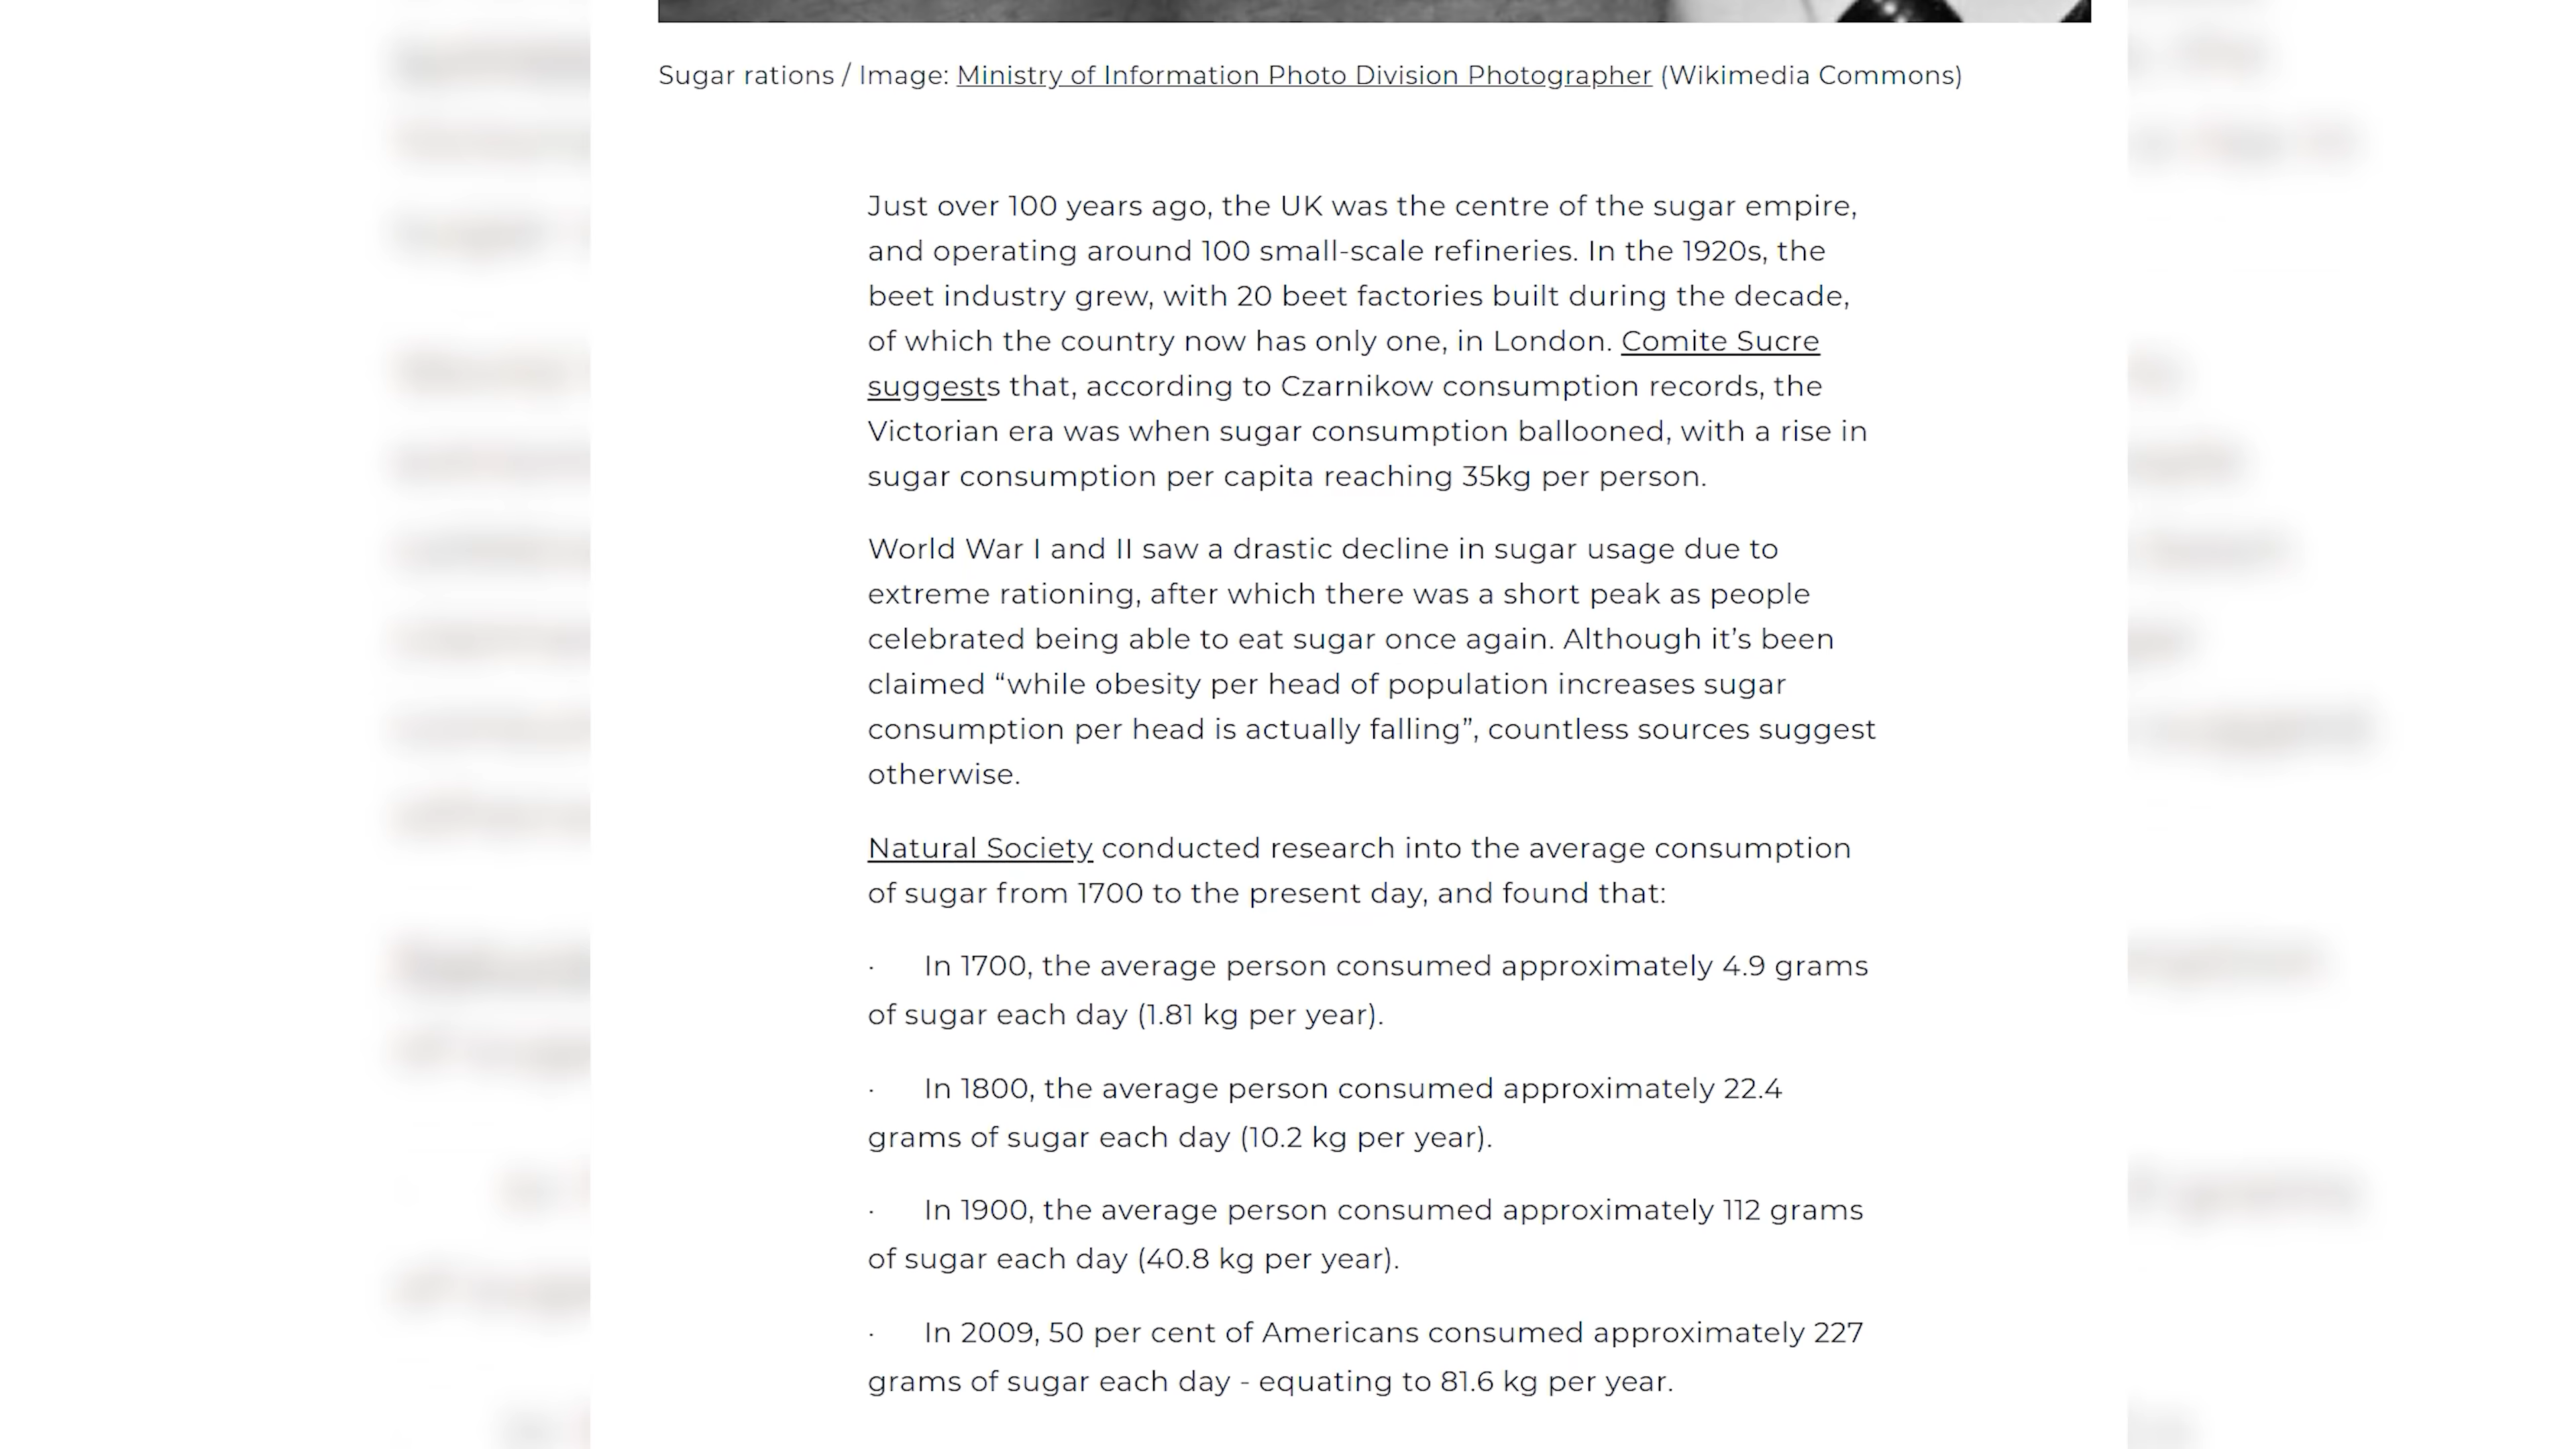 Sugar rations / Image: Ministry of Information Photo Division Photographer (Wikimedia Commons)
Just over 100 years ago, the UK was the centre of the sugar empire,
and operating around 100 small-scale refineries. In the 1920s, the
beet industry grew, with 20 beet factories built during the decade,
of which the country now has only one, in London. Comite Sucre
suggests that, according to Czarnikow consumption records, the
Victorian era was when sugar consumption ballooned, with a rise in
sugar consumption per capita reaching 35kg per person.
World War I and II saw a drastic decline in sugar usage due to
extreme rationing, after which there was a short peak as people
celebrated being able to eat sugar once again. Although it’s been
claimed “while obesity per head of population increases sugar
consumption per head is actually falling”, countless sources suggest
otherwise.
Natural Society conducted research into the average consumption
of sugar from 1700 to the present day, and found that:
· In 1700, the average person consumed approximately 4.9 grams
of sugar each day (1.81 kg per year).
· In 1800, the average person consumed approximately 22.4
grams of sugar each day (10.2 kg per year).
· In 1900, the average person consumed approximately 112 grams
of sugar each day (40.8 kg per year).
· In 2009, 50 per cent of Americans consumed approximately 227
grams of sugar each day - equating to 81.6 kg per year.